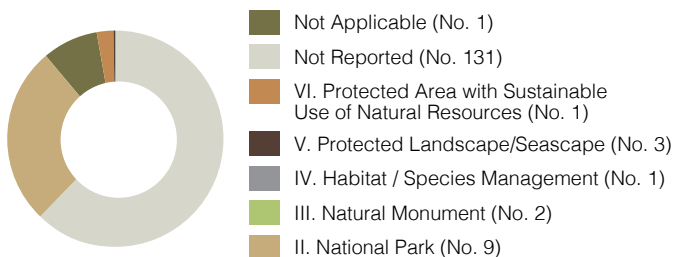 Not Applicable (No. 1)
Not Reported (No. 131)
VI. Protected Area with Sustainable
Use of Natural Resources (No. 1)
V. Protected Landscape/Seascape (No. 3)
IV. Habitat / Species Management (No. 1)
III. Natural Monument (No. 2)
II. National Park (No. 9)